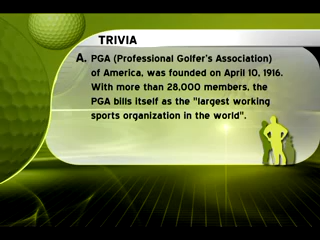 TRIVIA
A. PGA (Professional Golfer's Association)
of America, was founded on April 10, 1916.
With more than 28,000 members, the
PGA bills itself as the "largest working
sports organization in the world".